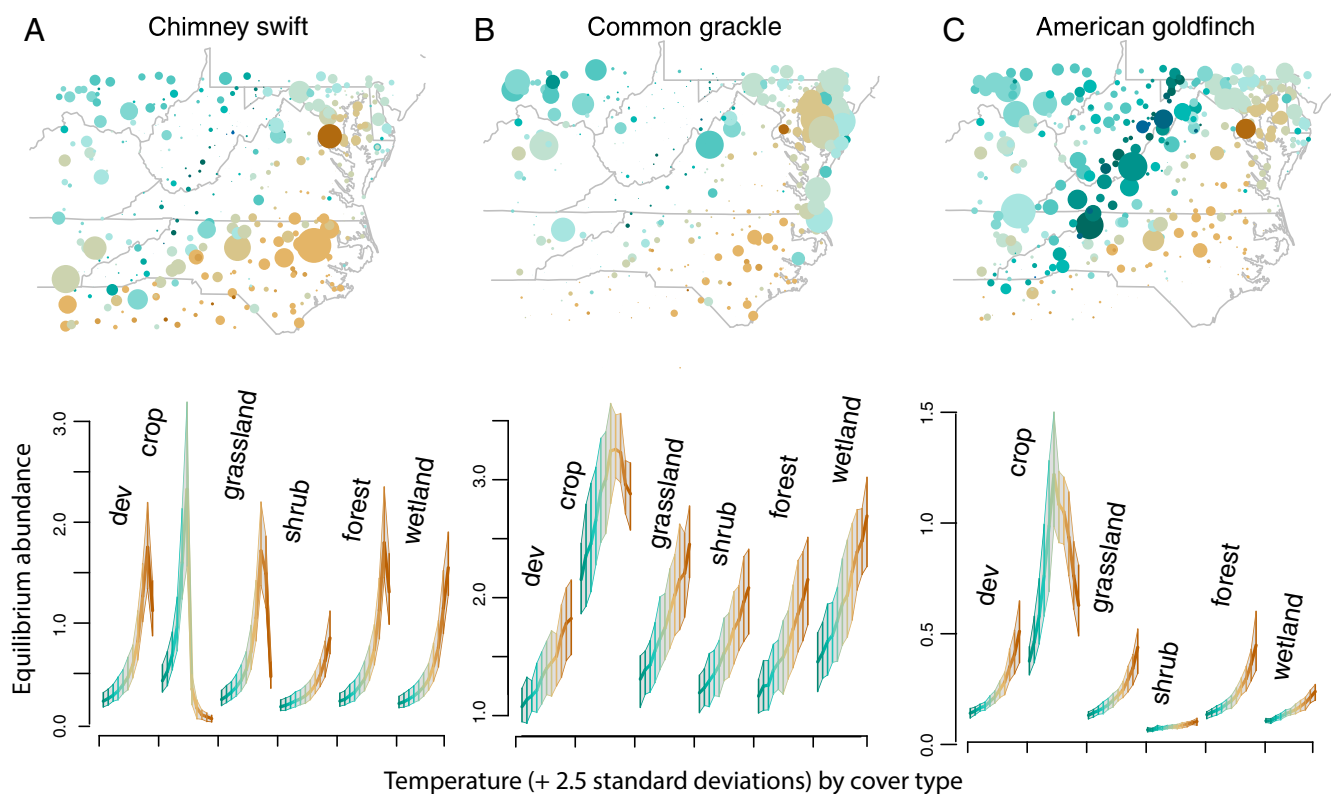 A Chimney swift B Common grackle C American goldfinch
Equilibrium abundance
0.0 1.0 2.0 3.0
dev crop grassland shrub forest wetland
1.0 2.0 3.0
dev crop grassland shrub forest wetland
0.0 0.5 1.0 1.5
dev crop grassland shrub forest wetland
Temperature (+ 2.5 standard deviations) by cover type